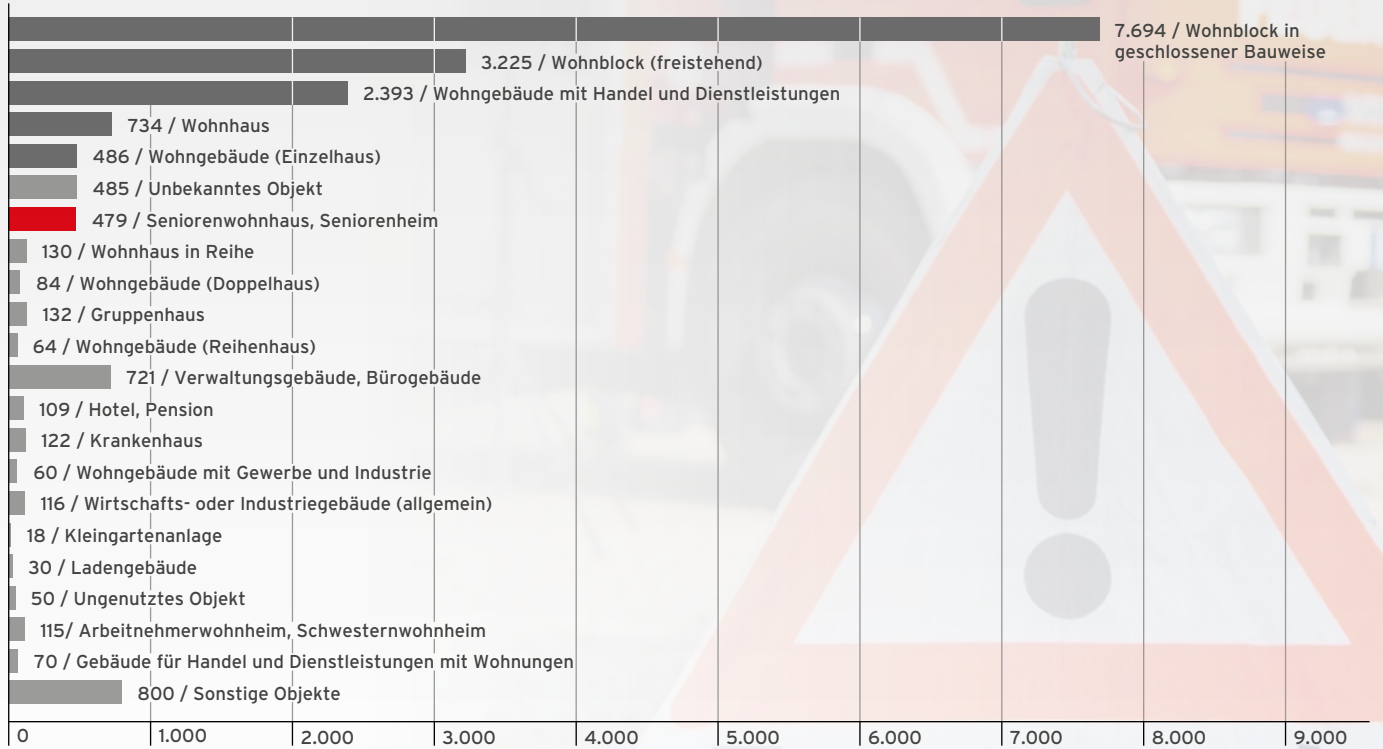 7.694 / Wohnblock in
geschlossener Bauweise
3.225 / Wohnblock (freistehend)
2.393 / Wohngebäude mit Handel und Dienstleistungen
734 / Wohnhaus
486 / Wohngebäude (Einzelhaus)
485 / Unbekanntes Objekt
479 / Seniorenwohnhaus, Seniorenheim
130 / Wohnhaus in Reihe
84 / Wohngebäude (Doppelhaus)
132 / Gruppenhaus
64 / Wohngebäude (Reihenhaus)
721 / Verwaltungsgebäude, Bürogebäude
109 / Hotel, Pension
122 / Krankenhaus
60 / Wohngebäude mit Gewerbe und Industrie
116 / Wirtschafts- oder Industriegebäude (allgemein)
18 / Kleingartenanlage
30 / Ladengebäude
50 / Ungenutztes Objekt
115/ Arbeitnehmerwohnheim, Schwesternwohnheim
70 / Gebäude für Handel und Dienstleistungen mit Wohnungen
800 / Sonstige Objekte
0 1.000 2.000 3.000 4.000 5.000 6.000 7.000 8.000 9.000